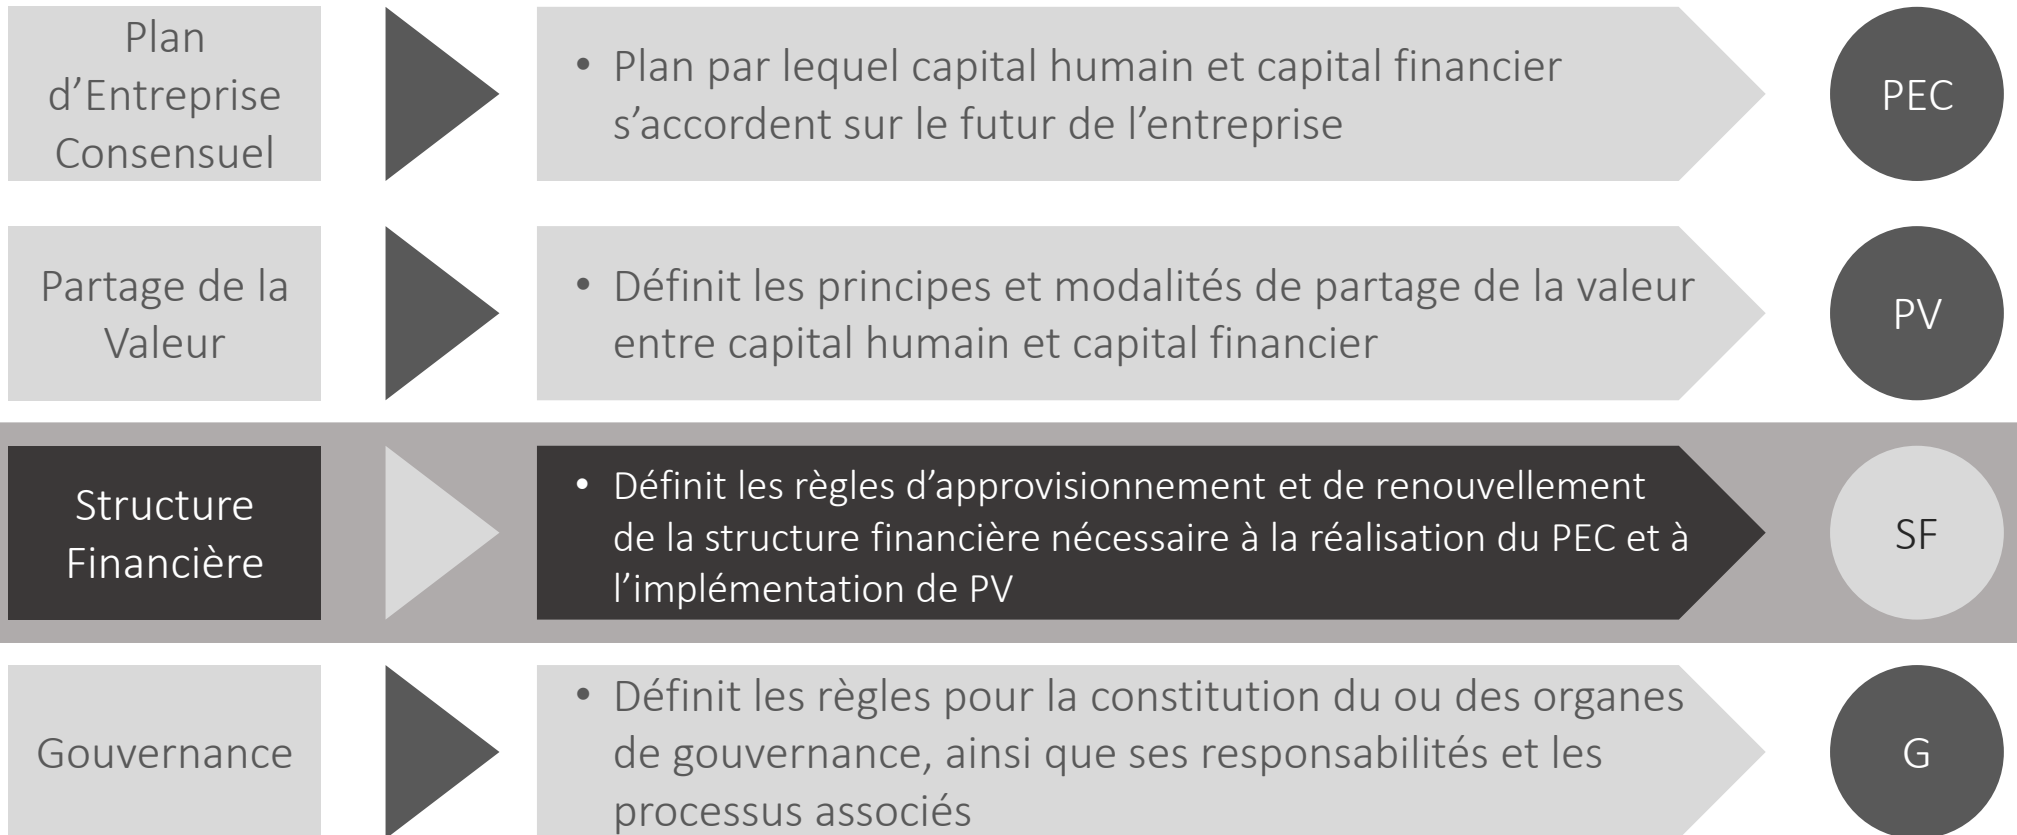 Plan
d’Entreprise
Consensuel
• Plan par lequel capital humain et capital financier
s’accordent sur le futur de l’entreprise
PEC
Partage de la
Valeur
• Définit les principes et modalités de partage de la valeur
entre capital humain et capital financier
PV
Structure
Financière
• Définit les règles d’approvisionnement et de renouvellement
de la structure financière nécessaire à la réalisation du PEC et à
l’implémentation de PV
SF
Gouvernance
• Définit les règles pour la constitution du ou des organes
de gouvernance, ainsi que ses responsabilités et les
processus associés
G